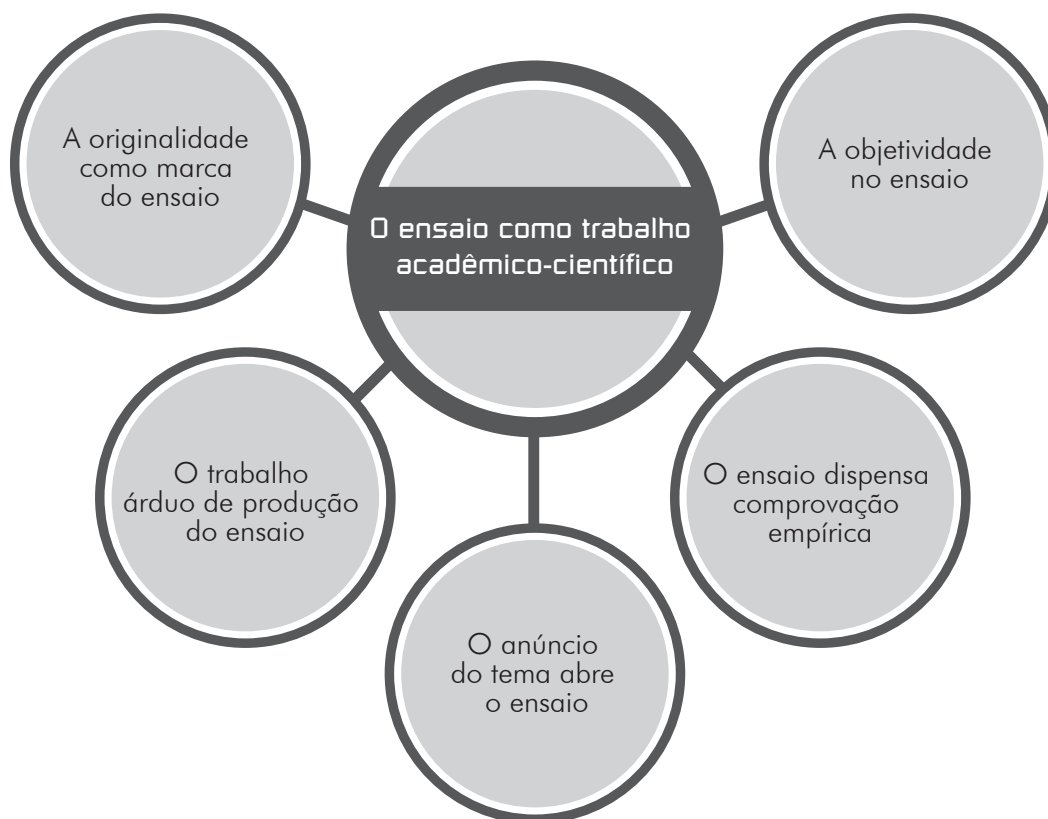 A originalidade
como marca
do ensaio
O ensaio como trabalho
acadêmico-científico
A objetividade
no ensaio
O trabalho
árduo de produção
do ensaio
O anúncio
do tema abre
o ensaio
O ensaio dispensa
comprovação
empírica